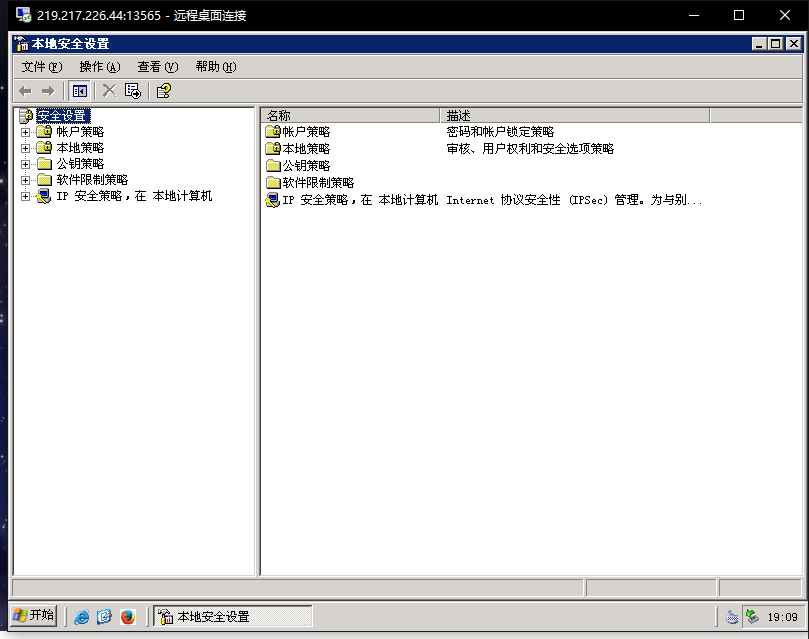 219.217.226.44:13565 - 远程桌面连接
本地安全设置
文件(F) 操作(A) 查看(V) 帮助(H)
安全设置
帐户策略
本地策略
公钥策略
软件限制策略
IP 安全策略，在 本地计算机
名称 描述
帐户策略 密码和帐户锁定策略
本地策略 审核、用户权利和安全选项策略
公钥策略
软件限制策略
IP 安全策略，在 本地计算机 Internet 协议安全性 (IPSec) 管理。为与别...
开始 本地安全设置 19:09